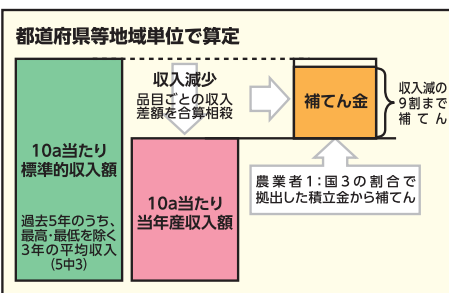 都道府県等地域単位で算定
収入減少
品目ごとの収入
差額を合算相殺
補てん金
収入減の
9割まで
補てん
10a当たり
標準的収入額
過去5年のうち、
最高・最低を除く
3年の平均収入
(5中3)
10a当たり
当年産収入額
農業者1：国3の割合で
拠出した積立金から補てん